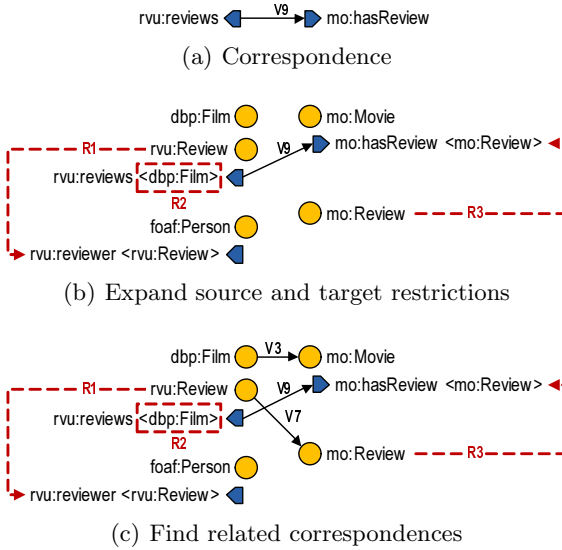 rvu:reviews V9 mo:hasReview
(a) Correspondence
dbp:Film mo:Movie
R1 rvu:Review V9 mo:hasReview <mo:Review>
rvu:reviews <dbp:Film>
R2
foaf:Person mo:Review R3
rvu:reviewer <rvu:Review>
(b) Expand source and target restrictions
dbp:Film V3 mo:Movie
R1 rvu:Review V9 mo:hasReview <mo:Review>
rvu:reviews <dbp:Film> V7
R2
foaf:Person mo:Review R3
rvu:reviewer <rvu:Review>
(c) Find related correspondences